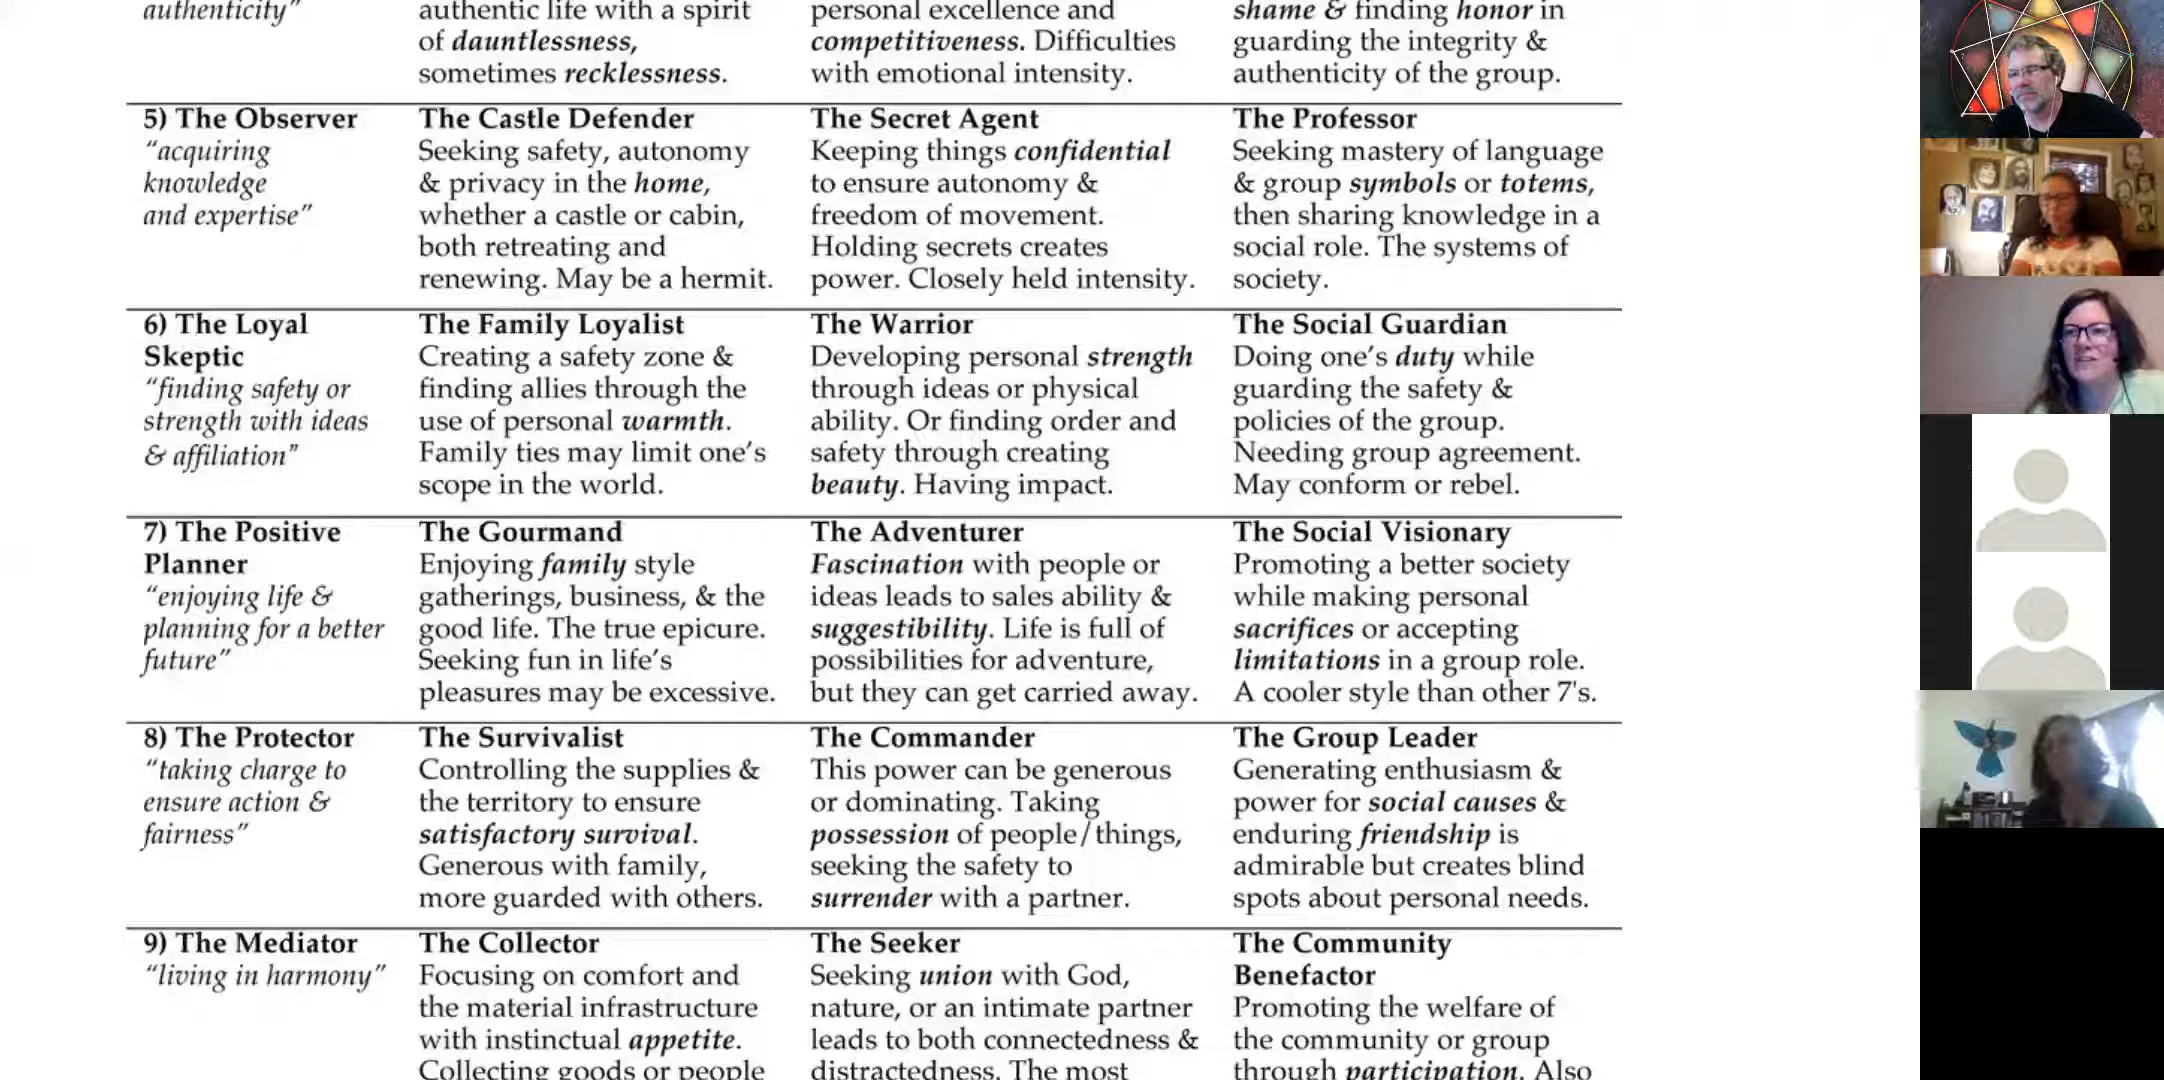 authenticity”
authentic life with a spirit
of dauntlessness,
sometimes recklessness.
personal excellence and
competitiveness. Difficulties
with emotional intensity.
shame & finding honor in
guarding the integrity &
authenticity of the group.
5) The Observer
“acquiring
knowledge
and expertise”
The Castle Defender
Seeking safety, autonomy
& privacy in the home,
whether a castle or cabin,
both retreating and
renewing. May be a hermit.
The Secret Agent
Keeping things confidential
to ensure autonomy &
freedom of movement.
Holding secrets creates
power. Closely held intensity.
The Professor
Seeking mastery of language
& group symbols or totems,
then sharing knowledge in a
social role. The systems of
society.
6) The Loyal
Skeptic
“finding safety or
strength with ideas
& affiliation”
The Family Loyalist
Creating a safety zone &
finding allies through the
use of personal warmth.
Family ties may limit one’s
scope in the world.
The Warrior
Developing personal strength
through ideas or physical
ability. Or finding order and
safety through creating
beauty. Having impact.
The Social Guardian
Doing one’s duty while
guarding the safety &
policies of the group.
Needing group agreement.
May conform or rebel.
7) The Positive
Planner
“enjoying life &
planning for a better
future”
The Gourmand
Enjoying family style
gatherings, business, & the
good life. The true epicure.
Seeking fun in life’s
pleasures may be excessive.
The Adventurer
Fascination with people or
ideas leads to sales ability &
suggestibility. Life is full of
possibilities for adventure,
but they can get carried away.
The Social Visionary
Promoting a better society
while making personal
sacrifices or accepting
limitations in a group role.
A cooler style than other 7's.
8) The Protector
“taking charge to
ensure action &
fairness”
The Survivalist
Controlling the supplies &
the territory to ensure
satisfactory survival.
Generous with family,
more guarded with others.
The Commander
This power can be generous
or dominating. Taking
possession of people/things,
seeking the safety to
surrender with a partner.
The Group Leader
Generating enthusiasm &
power for social causes &
enduring friendship is
admirable but creates blind
spots about personal needs.
9) The Mediator
“living in harmony”
The Collector
Focusing on comfort and
the material infrastructure
with instinctual appetite.
Collecting goods or people
The Seeker
Seeking union with God,
nature, or an intimate partner
leads to both connectedness &
distractedness. The most
The Community
Benefactor
Promoting the welfare of
the community or group
through participation. Also